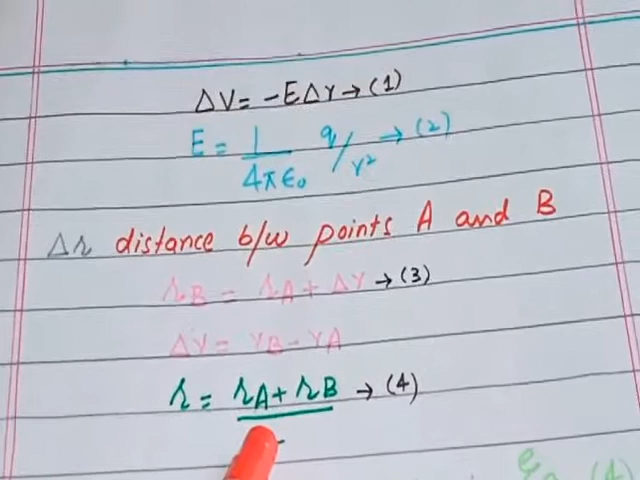 ΔV = -EΔr → (1)
E = 1/4πε₀ q/r² → (2)
Δr distance b/w points A and B
rB = rA + Δr → (3)
Δr = rB - rA
r = rA + rB → (4)